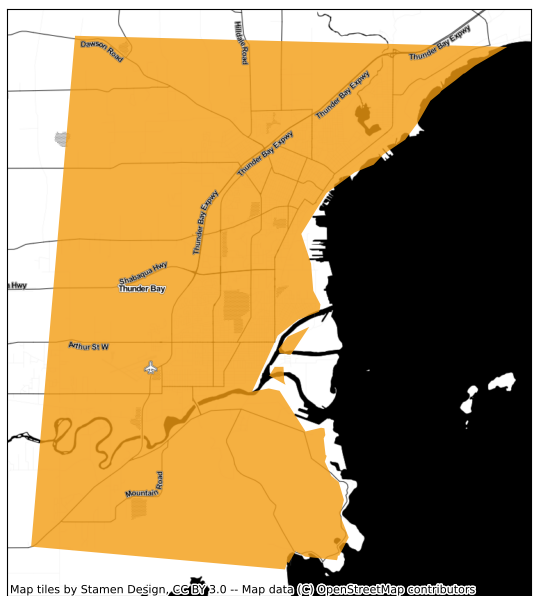 Dawson Road
Hilldale Road
Thunder Bay Expwy
Thunder Bay Expwy
Thunder Bay Expwy
Thunder Bay Expwy
a Hwy
Shabaqua Hwy
Thunder Bay
Arthur St W
Mountain Road
Map tiles by Stamen Design, CC BY 3.0 -- Map data (C) OpenStreetMap contributors